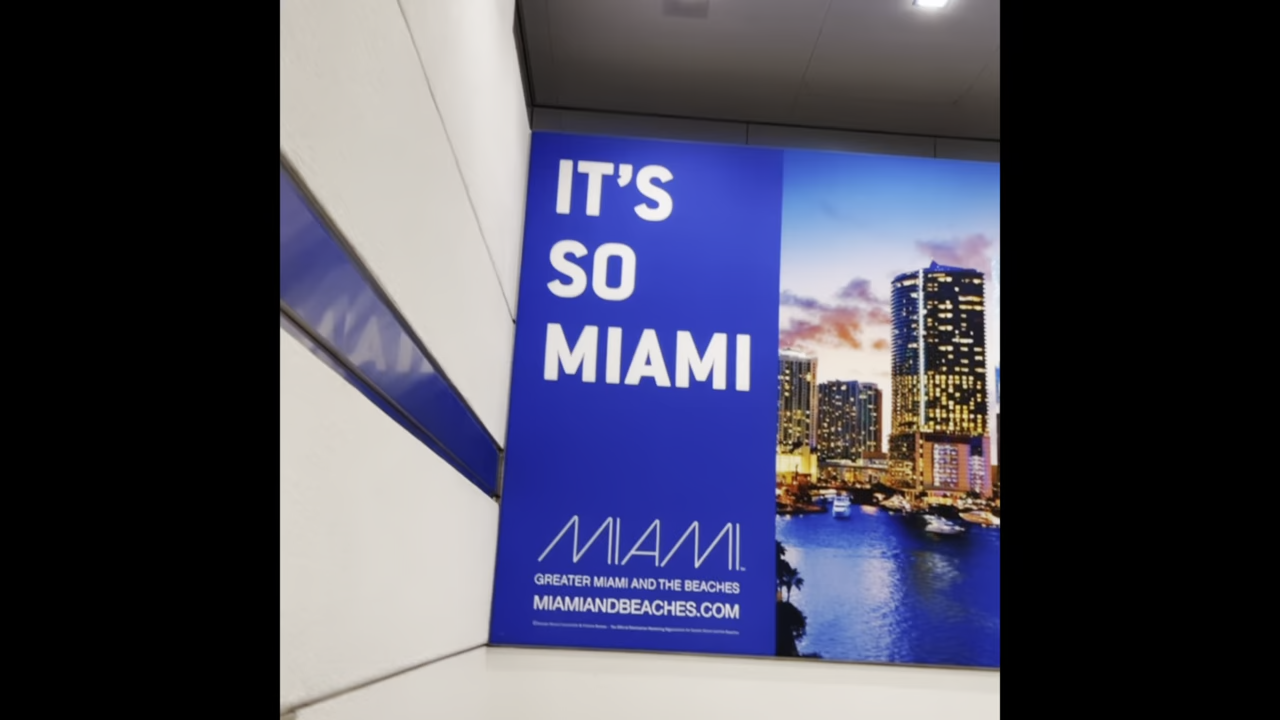 IT'S
SO
MIAMI
MIAMI
GREATER MIAMI AND THE BEACHES
MIAMIANDBEACHES.COM